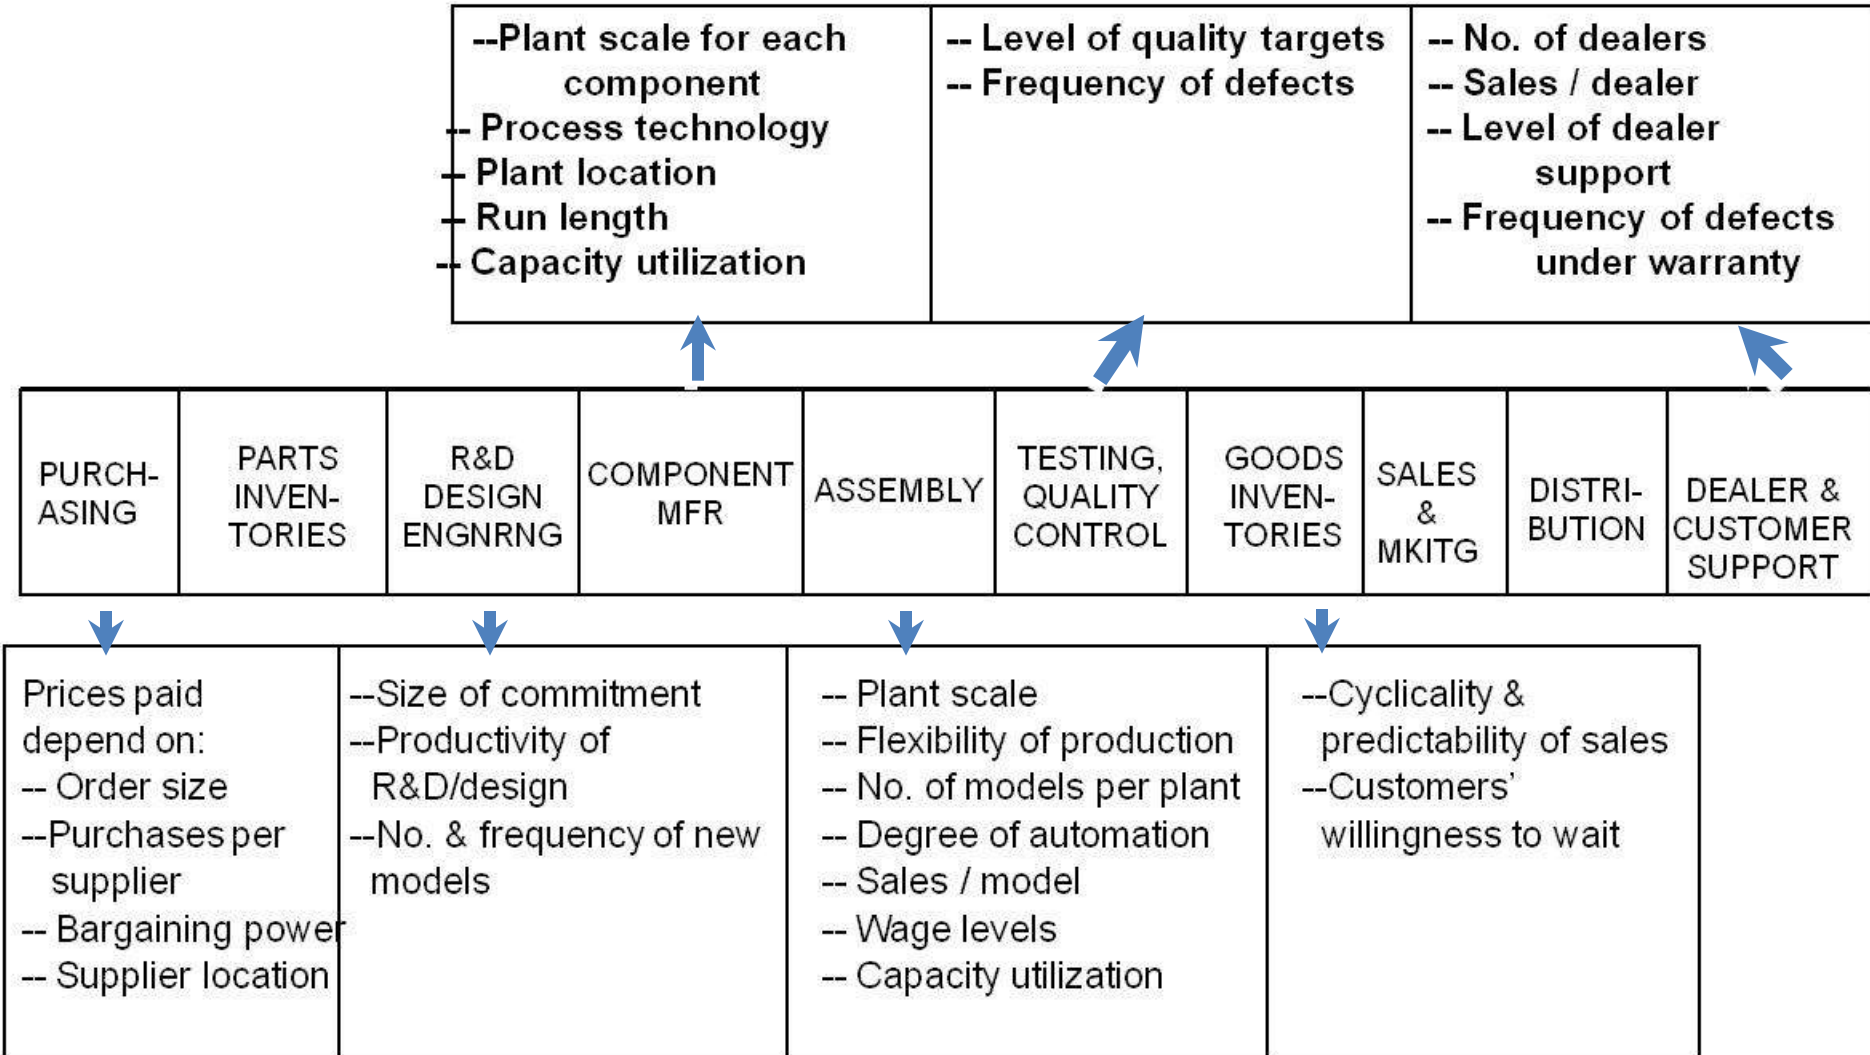 --Plant scale for each
component
-- Process technology
-- Plant location
-- Run length
-- Capacity utilization
-- Level of quality targets
-- Frequency of defects
-- No. of dealers
-- Sales / dealer
-- Level of dealer
support
-- Frequency of defects
under warranty
PURCH-
ASING
PARTS
INVEN-
TORIES
R&D
DESIGN
ENGNRNG
COMPONENT
MFR
ASSEMBLY
TESTING,
QUALITY
CONTROL
GOODS
INVEN-
TORIES
SALES
&
MKITG
DISTRI-
BUTION
DEALER &
CUSTOMER
SUPPORT
Prices paid
depend on:
-- Order size
--Purchases per
supplier
-- Bargaining power
-- Supplier location
--Size of commitment
--Productivity of
R&D/design
--No. & frequency of new
models
-- Plant scale
-- Flexibility of production
-- No. of models per plant
-- Degree of automation
-- Sales / model
-- Wage levels
-- Capacity utilization
--Cyclicality &
predictability of sales
--Customers’
willingness to wait